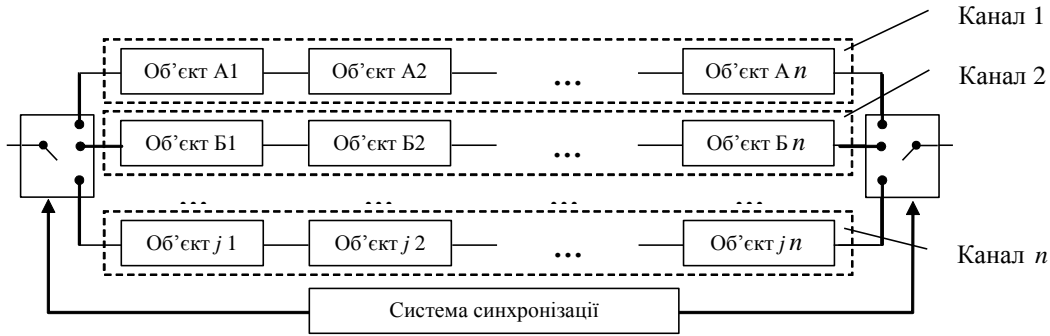 Канал 1
Об’єкт А1 Об’єкт А2 ... Об’єкт А n
Канал 2
Об’єкт Б1 Об’єкт Б2 ... Об’єкт Б n
... ... ... ...
Об’єкт j 1 Об’єкт j 2 ... Об’єкт j n
Канал n
Система синхронізації